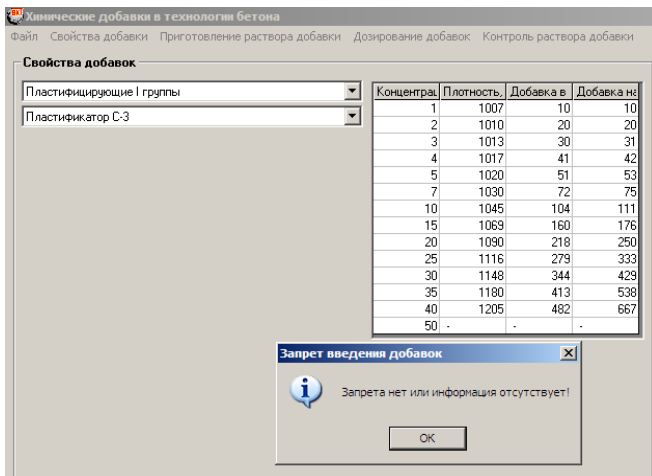 Химические добавки в технологии бетона
Файл Свойства добавки Приготовление раствора добавки Дозирование добавок Контроль раствора добавки
Свойства добавок
Пластифицирующие I группы
Пластификатор С-3
Концентрац Плотность, Добавка в Добавка на
1 1007 10 10
2 1010 20 20
3 1013 30 31
4 1017 41 42
5 1020 51 53
7 1030 72 75
10 1045 104 111
15 1069 160 176
20 1090 218 250
25 1116 279 333
30 1148 344 429
35 1180 413 538
40 1205 482 667
50 - - -
Запрет введения добавок
Запрета нет или информация отсутствует!
OK